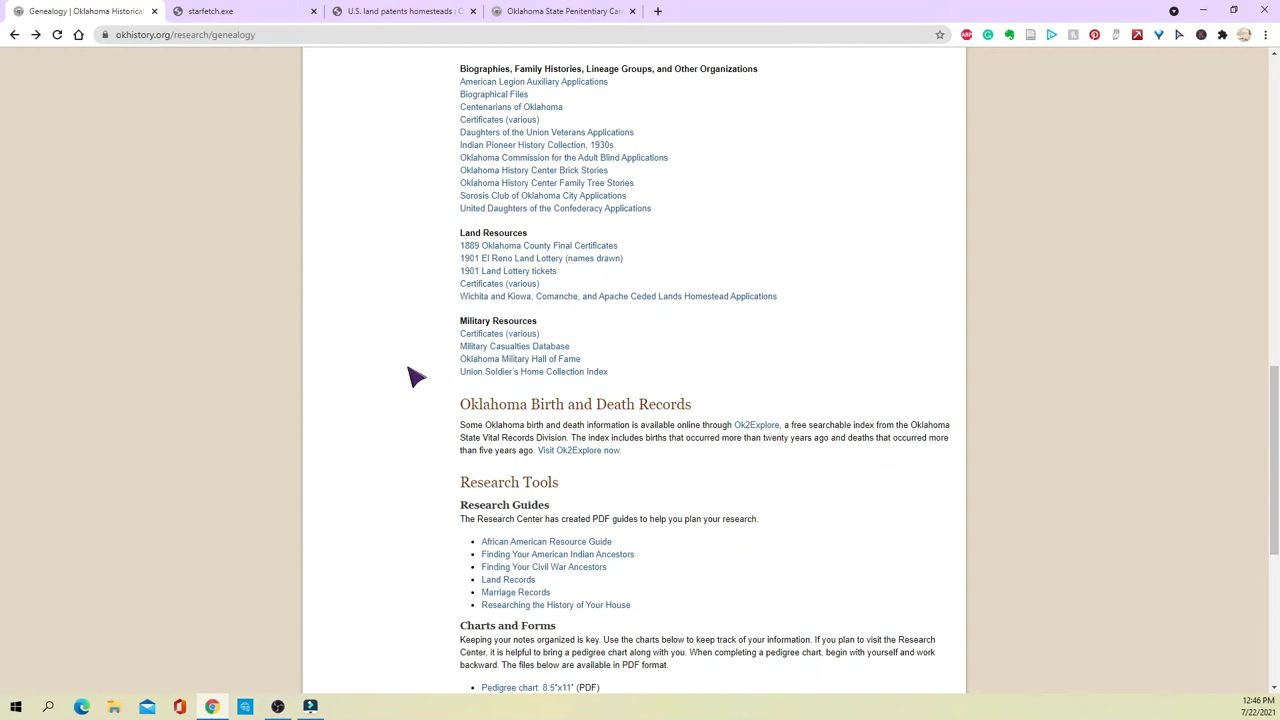 Genealogy | Oklahoma Historical
starfetch.exe
U.S. land patents homesteads : C
Oklahoma State Penitentiary Car
okhistory.org/research/genealogy
Biographies, Family Histories, Lineage Groups, and Other Organizations
American Legion Auxiliary Applications
Biographical Files
Centenarians of Oklahoma
Certificates (various)
Daughters of the Union Veterans Applications
Indian Pioneer History Collection, 1930s
Oklahoma Commission for the Adult Blind Applications
Oklahoma History Center Brick Stories
Oklahoma History Center Family Tree Stories
Sorosis Club of Oklahoma City Applications
United Daughters of the Confederacy Applications
Land Resources
1889 Oklahoma County Final Certificates
1901 El Reno Land Lottery (names drawn)
1901 Land Lottery tickets
Certificates (various)
Wichita and Kiowa, Comanche, and Apache Ceded Lands Homestead Applications
Military Resources
Certificates (various)
Military Casualties Database
Oklahoma Military Hall of Fame
Union Soldier's Home Collection Index
Oklahoma Birth and Death Records
Some Oklahoma birth and death information is available online through Ok2Explore, a free searchable index from the Oklahoma
State Vital Records Division. The index includes births that occurred more than twenty years ago and deaths that occurred more
than five years ago. Visit Ok2Explore now.
Research Tools
Research Guides
The Research Center has created PDF guides to help you plan your research.
African American Resource Guide
Finding Your American Indian Ancestors
Finding Your Civil War Ancestors
Land Records
Marriage Records
Researching the History of Your House
Charts and Forms
Keeping your notes organized is key. Use the charts below to keep track of your information. If you plan to visit the Research
Center, it is helpful to bring a pedigree chart along with you. When completing a pedigree chart, begin with yourself and work
backward. The files below are available in PDF format.
Pedigree chart: 8.5"x11" (PDF)
12:46 PM
7/22/2021